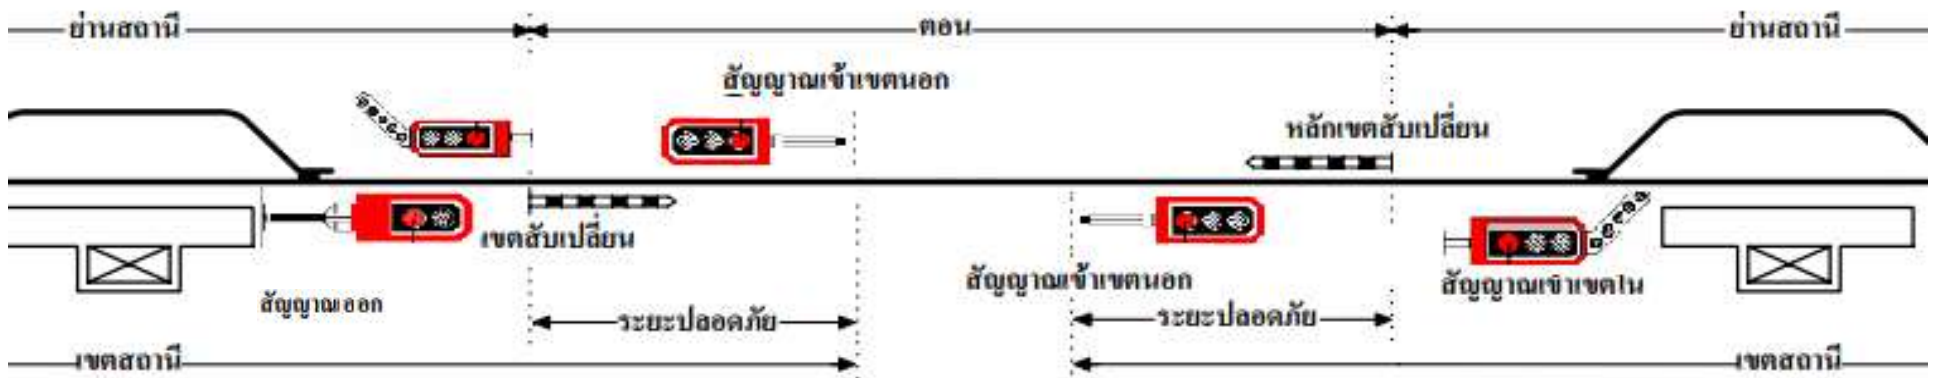 ย่านสถานี ตอน ย่านสถานี
สัญญาณเข้าเขตนอก
หลักเขตสับเปลี่ยน
เขตสับเปลี่ยน
สัญญาณเข้าเขตนอก
สัญญาณเข้าเขตใน
สัญญาณออก
ระยะปลอดภัย ระยะปลอดภัย
เขตสถานี เขตสถานี